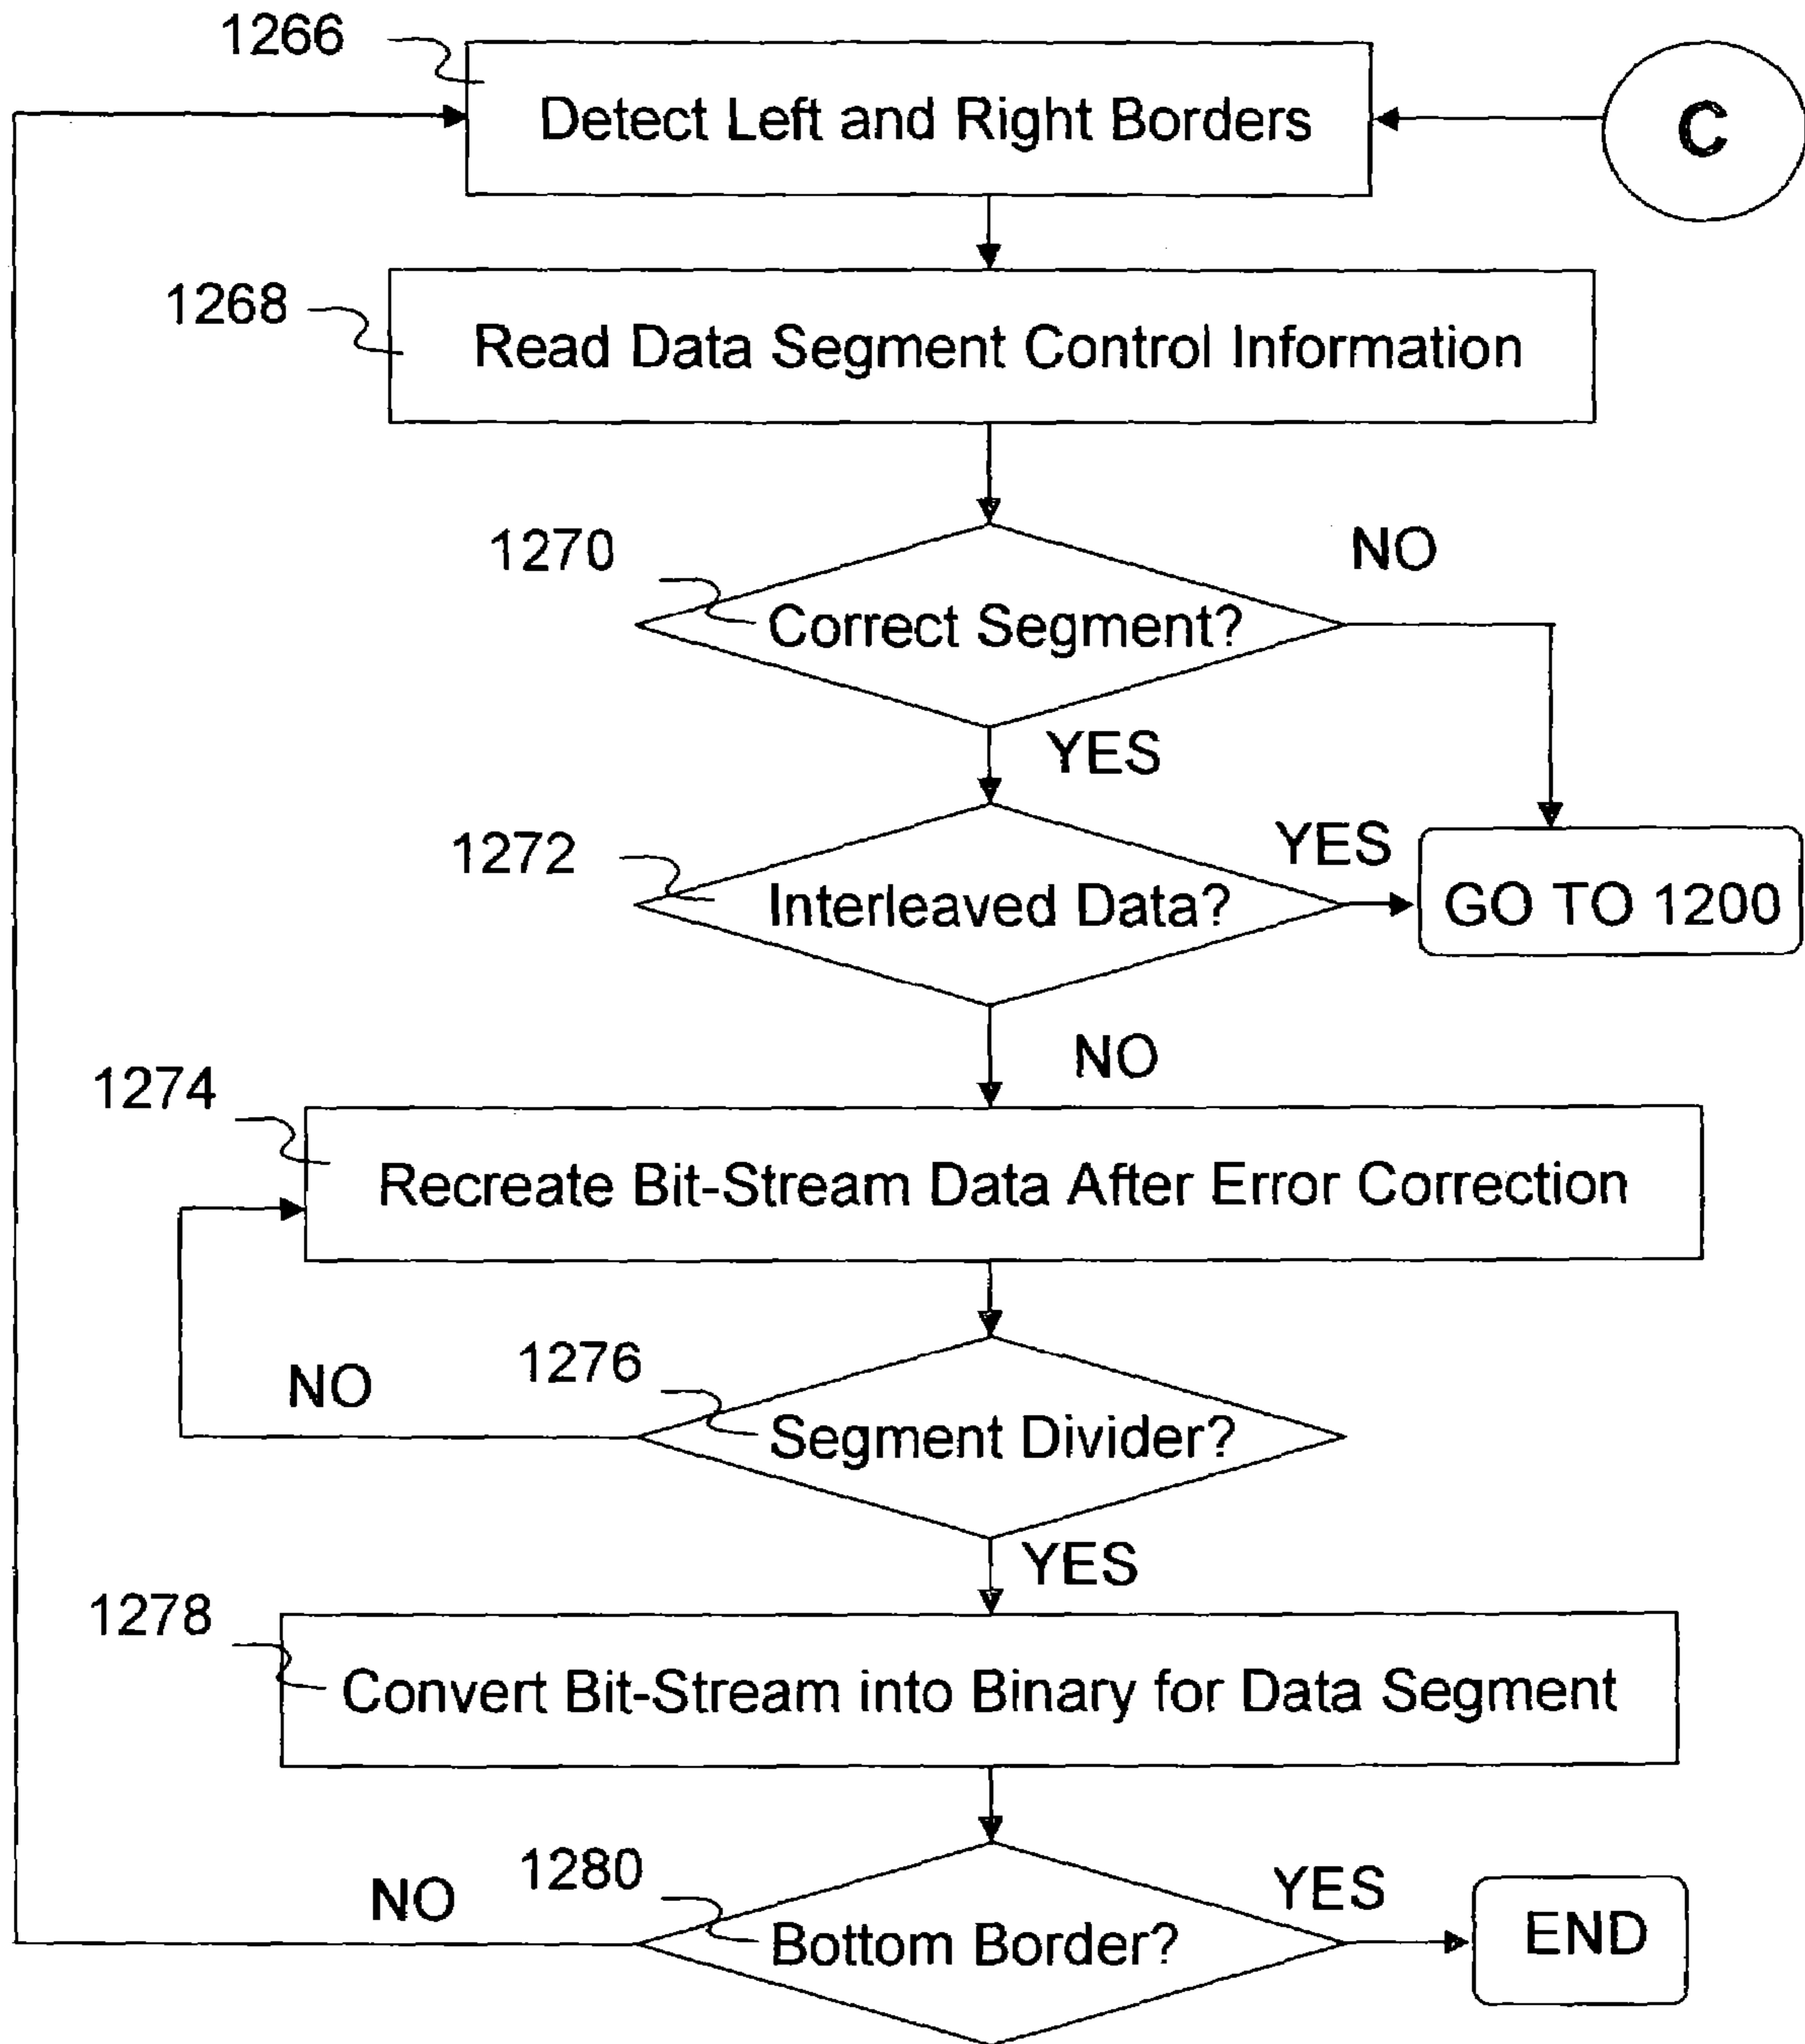 1266
Detect Left and Right Borders
C
1268
Read Data Segment Control Information
1270
NO
Correct Segment?
YES
1272
YES
Interleaved Data?
GO TO 1200
NO
1274
Recreate Bit-Stream Data After Error Correction
1276
NO
Segment Divider?
YES
1278
Convert Bit-Stream into Binary for Data Segment
1280
NO
YES
Bottom Border?
END